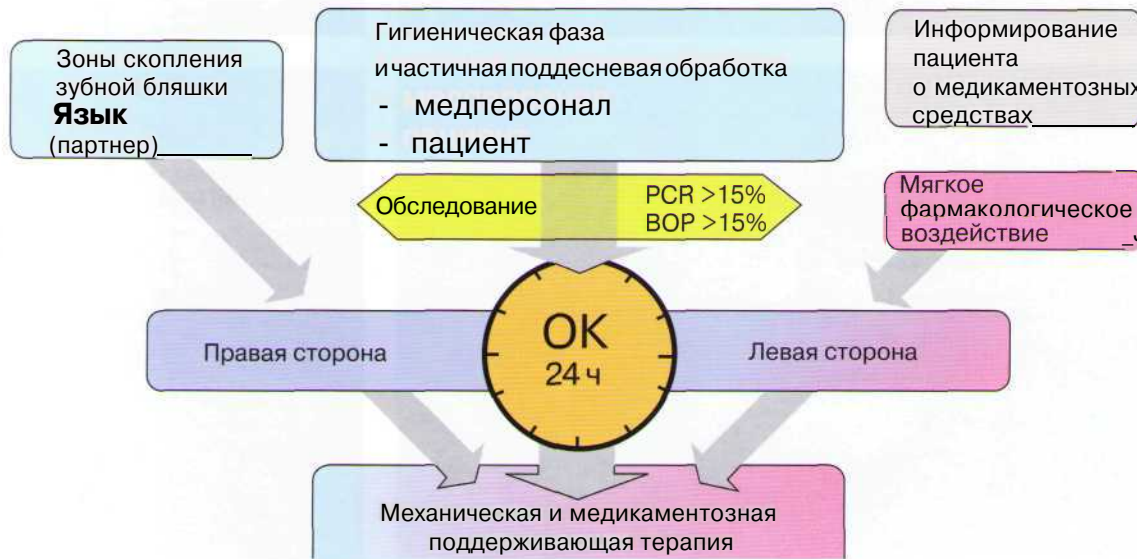 Зоны скопления
зубной бляшки
Язык
(партнер)
Гигиеническая фаза
и частичная поддесневая обработка
- медперсонал
- пациент
Информирование
пациента
о медикаментозных
средствах
Обследование
PCR >15%
BOP >15%
Мягкое
фармакологическое
воздействие
Правая сторона
ОК
24 ч
Левая сторона
Механическая и медикаментозная
поддерживающая терапия